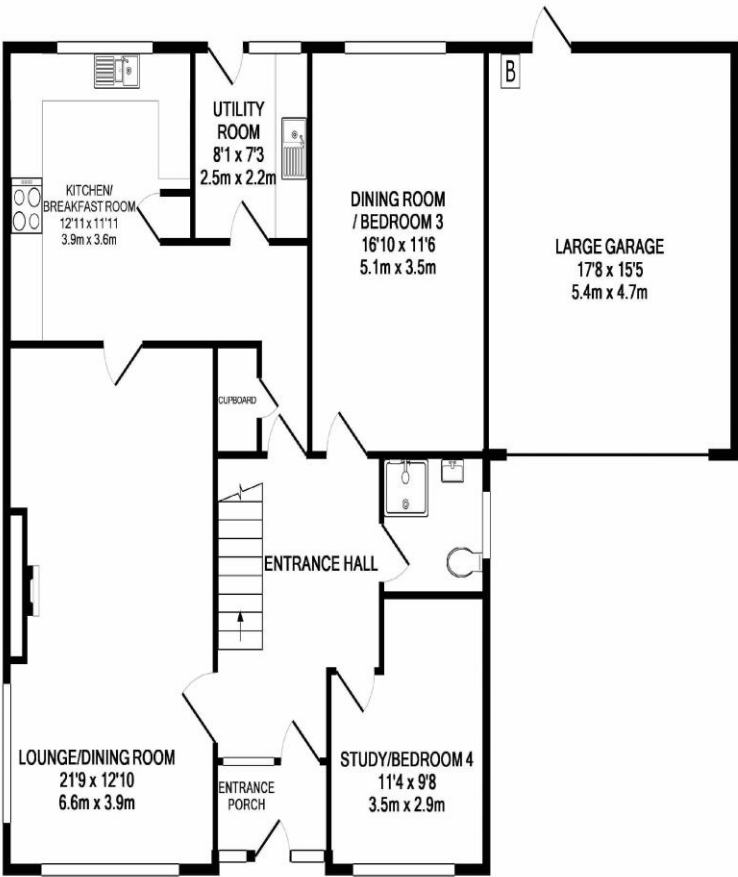 B
UTILITY
ROOM
8'1 x 7'3
2.5m x 2.2m
KITCHEN/
BREAKFAST ROOM
12'11 x 11'11
3.9m x 3.6m
DINING ROOM
/ BEDROOM 3
16'10 x 11'6
5.1m x 3.5m
LARGE GARAGE
17'8 x 15'5
5.4m x 4.7m
CUPBOARD
ENTRANCE HALL
LOUNGE/DINING ROOM
21'9 x 12'10
6.6m x 3.9m
ENTRANCE
PORCH
STUDY/BEDROOM 4
11'4 x 9'8
3.5m x 2.9m